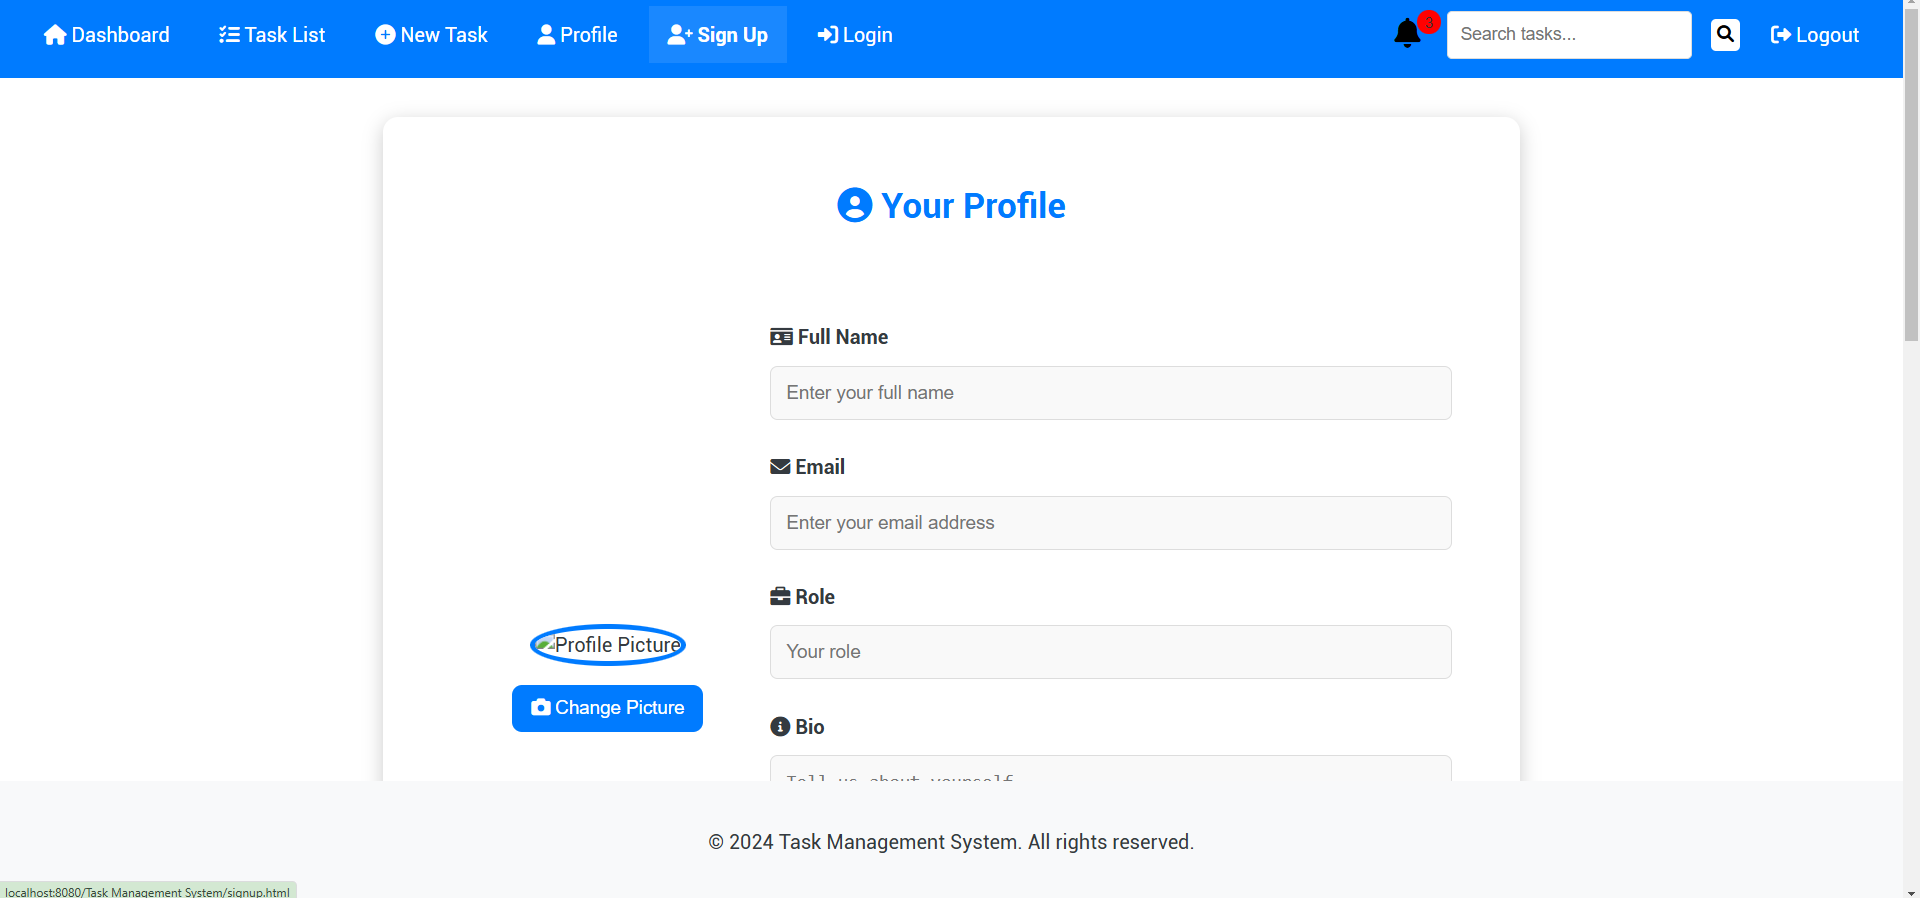 Dashboard Task List New Task Profile Sign Up Login 3 Search tasks... Logout
Your Profile
Full Name
Enter your full name
Email
Enter your email address
Role
Your role
Profile Picture
Change Picture
Bio
Tell us about yourself
© 2024 Task Management System. All rights reserved.
localhost:8080/Task Management System/signup.html